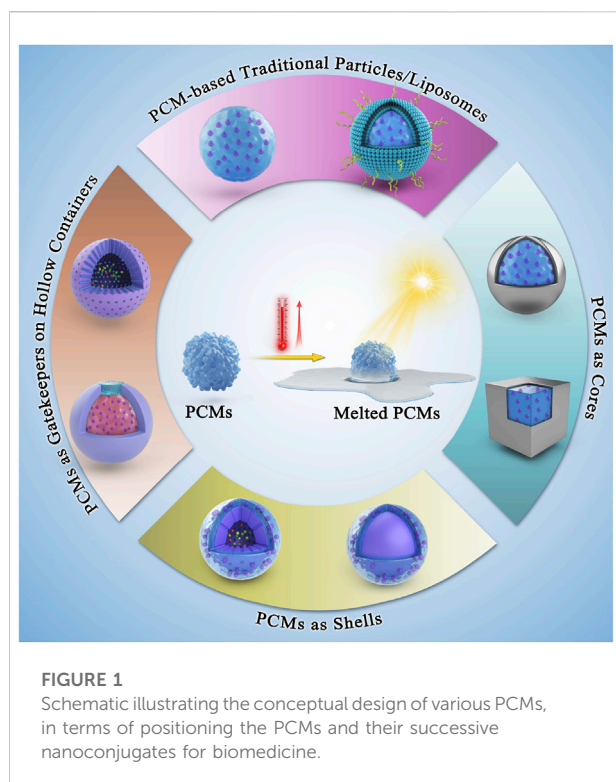 PCM-based Traditional Particles/Liposomes
PCMs as Gatekeepers on Hollow Containers
PCMs as Cores
PCMs
Melted PCMs
PCMs as Shells
FIGURE 1
Schematic illustrating the conceptual design of various PCMs,
in terms of positioning the PCMs and their successive
nanoconjugates for biomedicine.